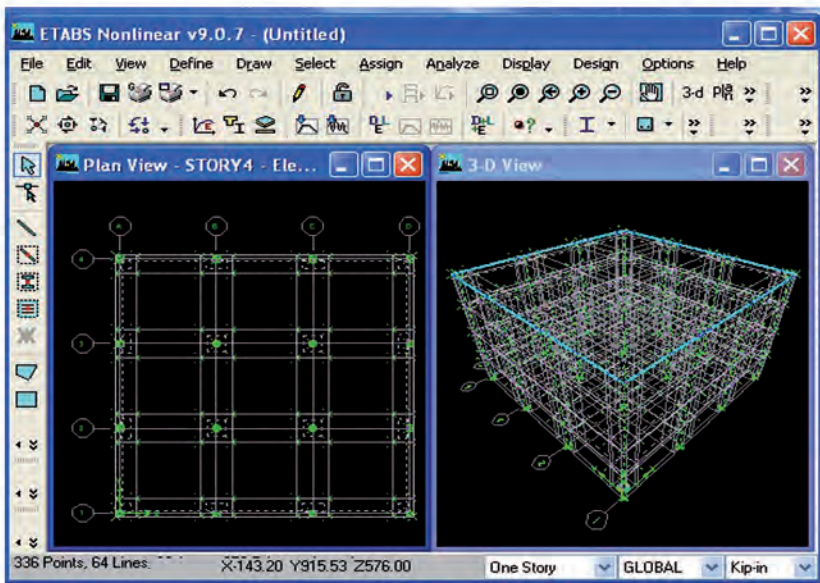 ETABS Nonlinear v9.0.7 - (Untitled)
File Edit View Define Draw Select Assign Analyze Display Design Options Help
3-d
Plan View - STORY4 - Ele...
3-D View
A B C D
4
3
2
1
336 Points, 64 Lines.
X-143.20 Y915.53 Z576.00
One Story
GLOBAL
Kip-in